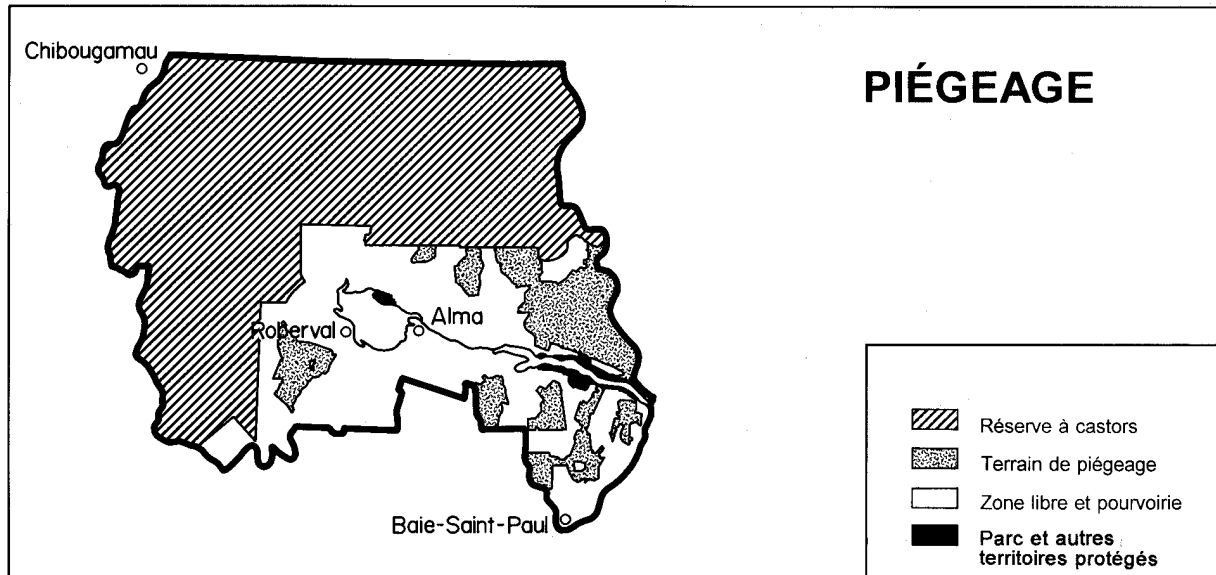 Chibougamau
PIÉGEAGE
Alma
Roberval
Baie-Saint-Paul
Réserve à castors
Terrain de piégeage
Zone libre et pourvoirie
Parc et autres
territoires protégés